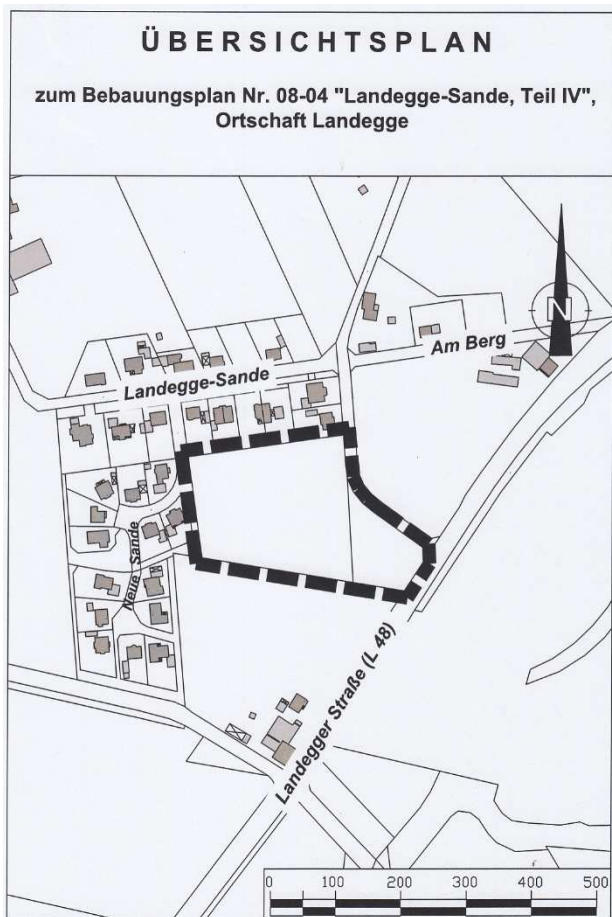 ÜBERSICHTSPLAN
zum Bebauungsplan Nr. 08-04 "Landegge-Sande, Teil IV",
Ortschaft Landegge
N
Am Berg
Landegge-Sande
Neue Sande
Landegger Straße (L 48)
0 100 200 300 400 500